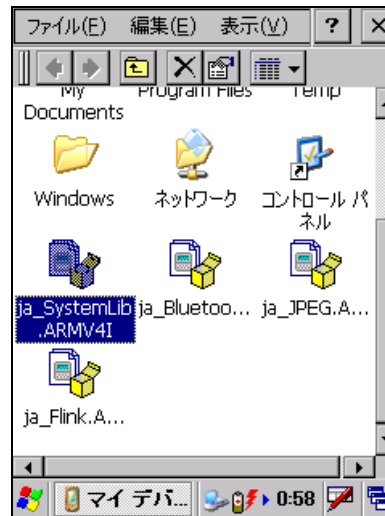 ファイル(F) 編集(E) 表示(V) ? ×
My Program Files Temp
Documents
Windows ネットワーク コントロール パ
ネル
ja_SystemLib ja_Bluetoo... ja_JPEG.A...
.ARMV4I
ja_Flink.A...
マイ デバ... 0:58